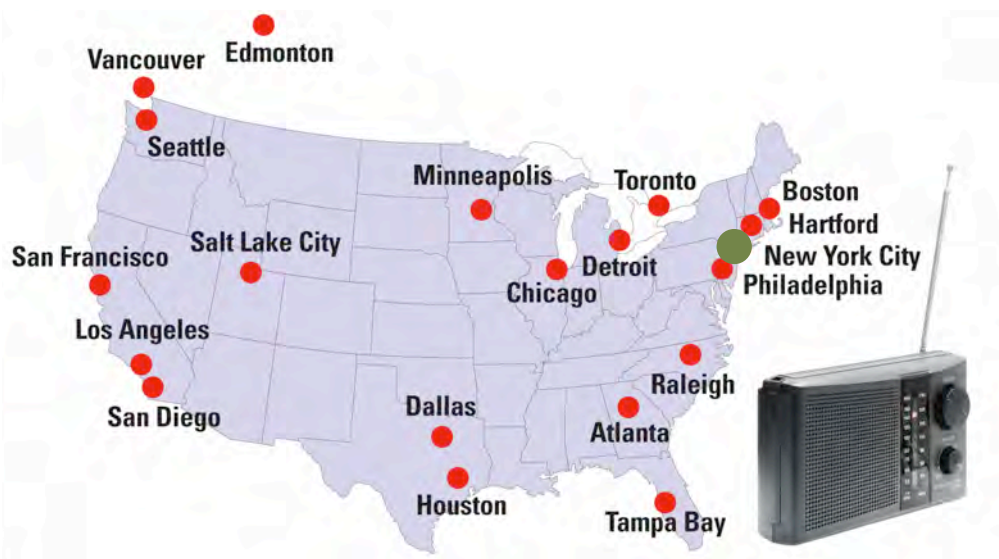 Edmonton
Vancouver
Seattle
Minneapolis
Toronto
Boston
Hartford
New York City
Philadelphia
Salt Lake City
San Francisco
Detroit
Chicago
Los Angeles
San Diego
Raleigh
Dallas
Atlanta
Houston
Tampa Bay